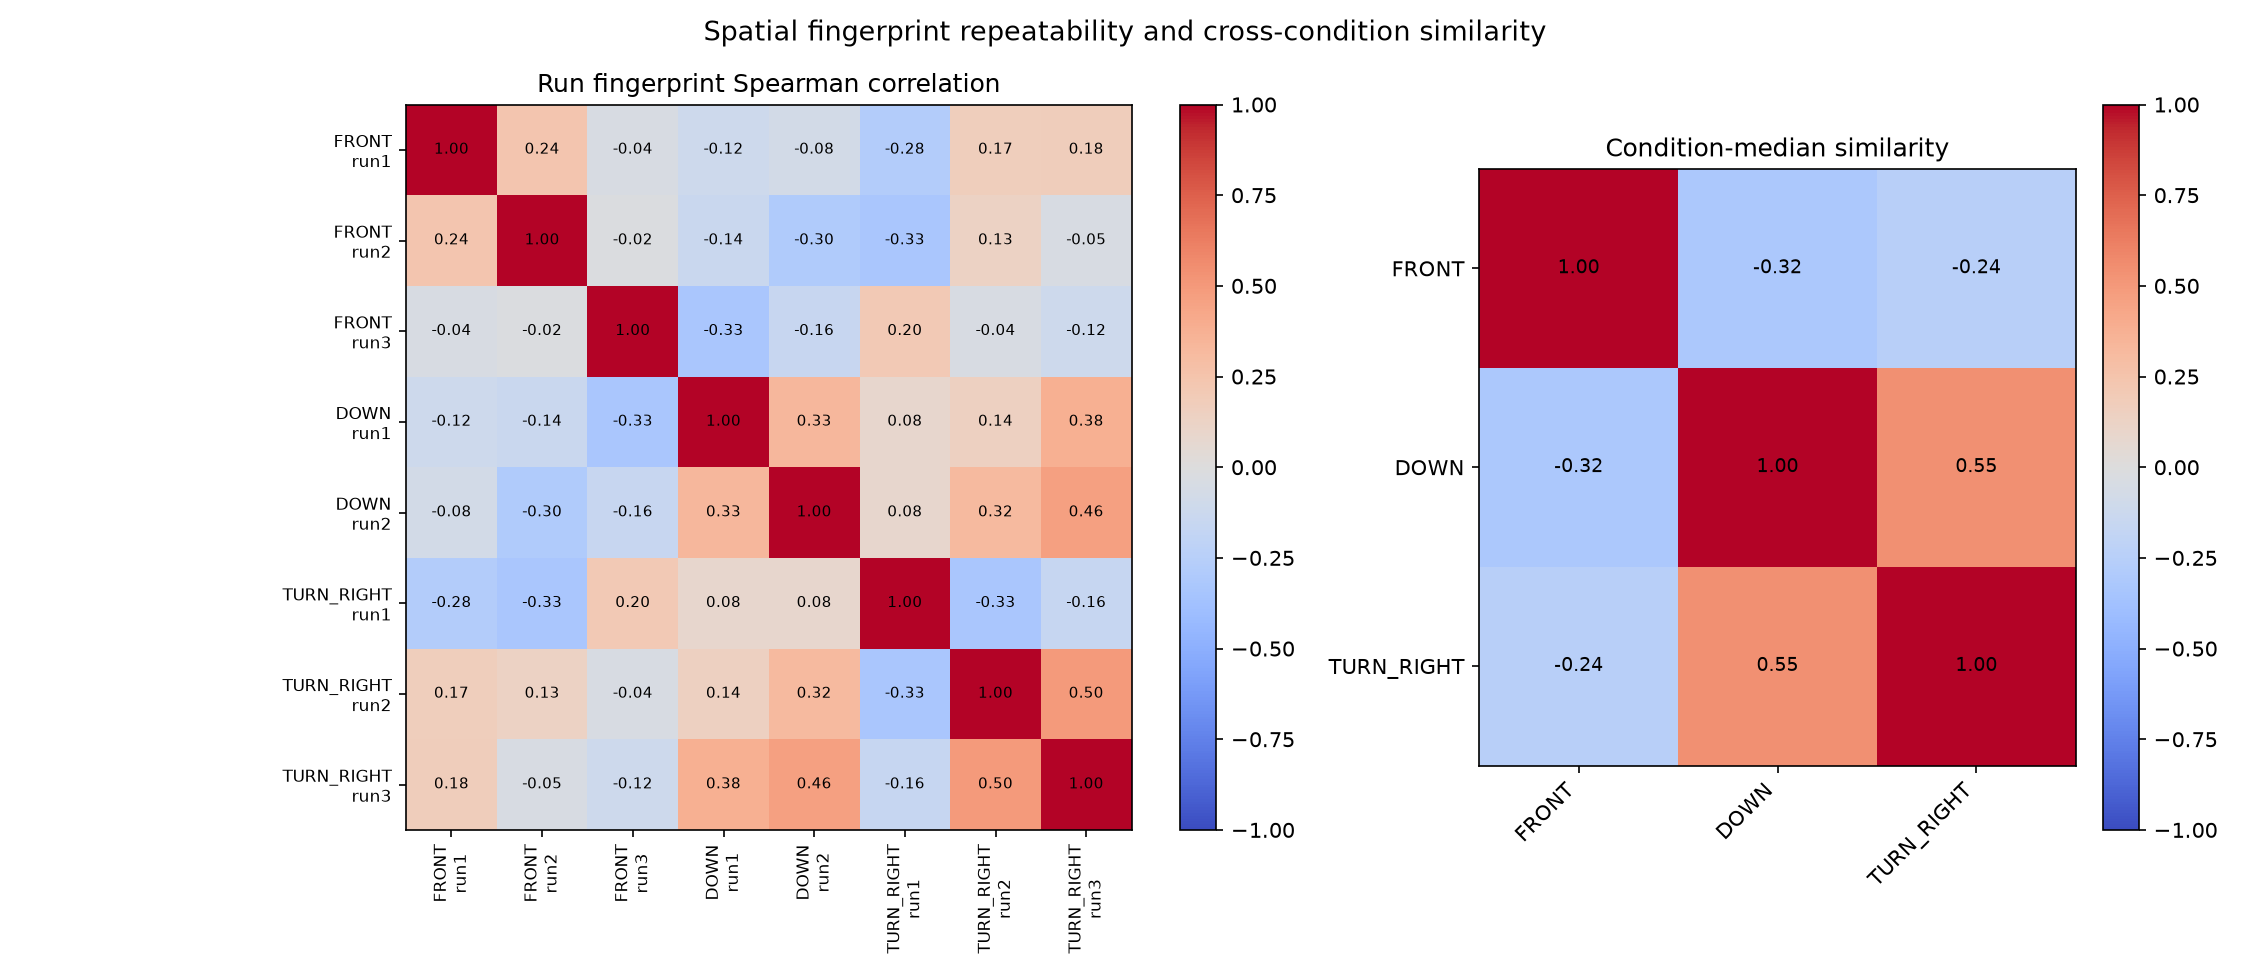 Spatial fingerprint repeatability and cross-condition similarity
Run fingerprint Spearman correlation
FRONT
run1
FRONT
run2
FRONT
run3
DOWN
run1
DOWN
run2
TURN_RIGHT
run1
TURN_RIGHT
run2
TURN_RIGHT
run3
1.00 0.24 -0.04 -0.12 -0.08 -0.28 0.17 0.18
0.24 1.00 -0.02 -0.14 -0.30 -0.33 0.13 -0.05
-0.04 -0.02 1.00 -0.33 -0.16 0.20 -0.04 -0.12
-0.12 -0.14 -0.33 1.00 0.33 0.08 0.14 0.38
-0.08 -0.30 -0.16 0.33 1.00 0.08 0.32 0.46
-0.28 -0.33 0.20 0.08 0.08 1.00 -0.33 -0.16
0.17 0.13 -0.04 0.14 0.32 -0.33 1.00 0.50
0.18 -0.05 -0.12 0.38 0.46 -0.16 0.50 1.00
FRONT
run1
FRONT
run2
FRONT
run3
DOWN
run1
DOWN
run2
TURN_RIGHT
run1
TURN_RIGHT
run2
TURN_RIGHT
run3
1.00
0.75
0.50
0.25
0.00
−0.25
−0.50
−0.75
−1.00
Condition-median similarity
FRONT
DOWN
TURN_RIGHT
1.00 -0.32 -0.24
-0.32 1.00 0.55
-0.24 0.55 1.00
FRONT
DOWN
TURN_RIGHT
1.00
0.75
0.50
0.25
0.00
−0.25
−0.50
−0.75
−1.00